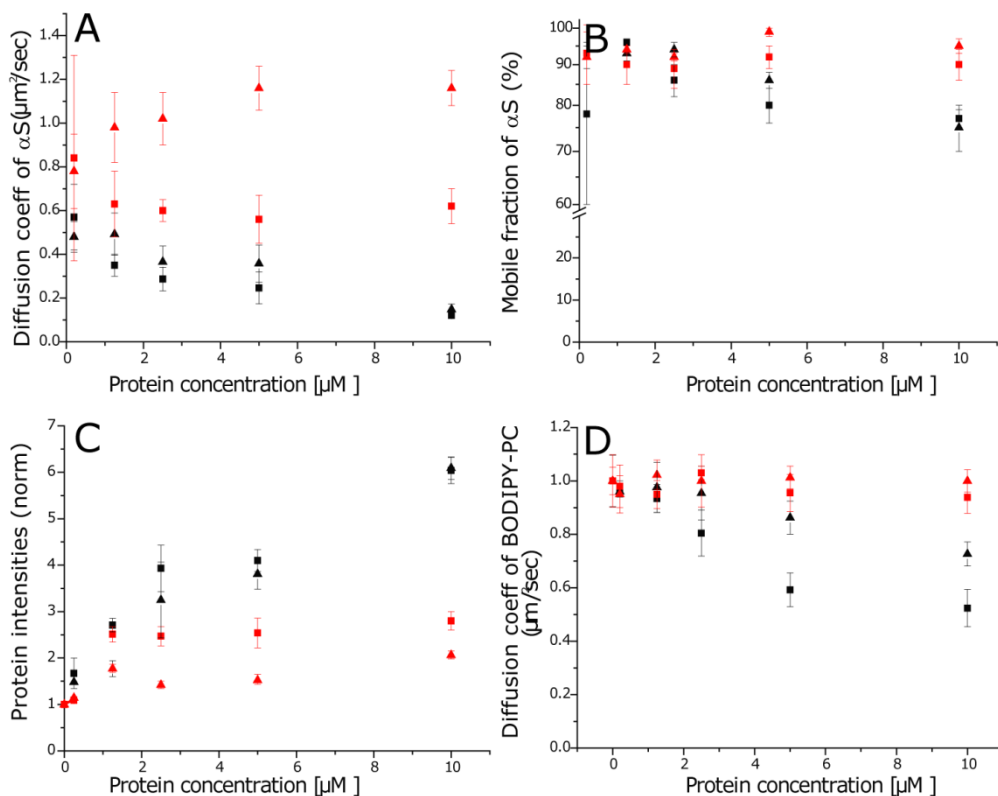 A
Diffusion coeff of αS(µm²/sec)
1.4
1.2
1.0
0.8
0.6
0.4
0.2
0.0
0 2 4 6 8 10
Protein concentration [µM ]
B
Mobile fraction of αS (%)
100
90
80
70
60
20
10
0
0 2 4 6 8 10
Protein concentration [µM ]
C
Protein intensities (norm)
7
6
5
4
3
2
1
0
0 2 4 6 8 10
Protein concentration [µM ]
D
Diffusion coeff of BODIPY-PC
(µm/sec)
1.2
1.0
0.8
0.6
0.4
0.2
0.0
0 2 4 6 8 10
Protein concentration [µM ]